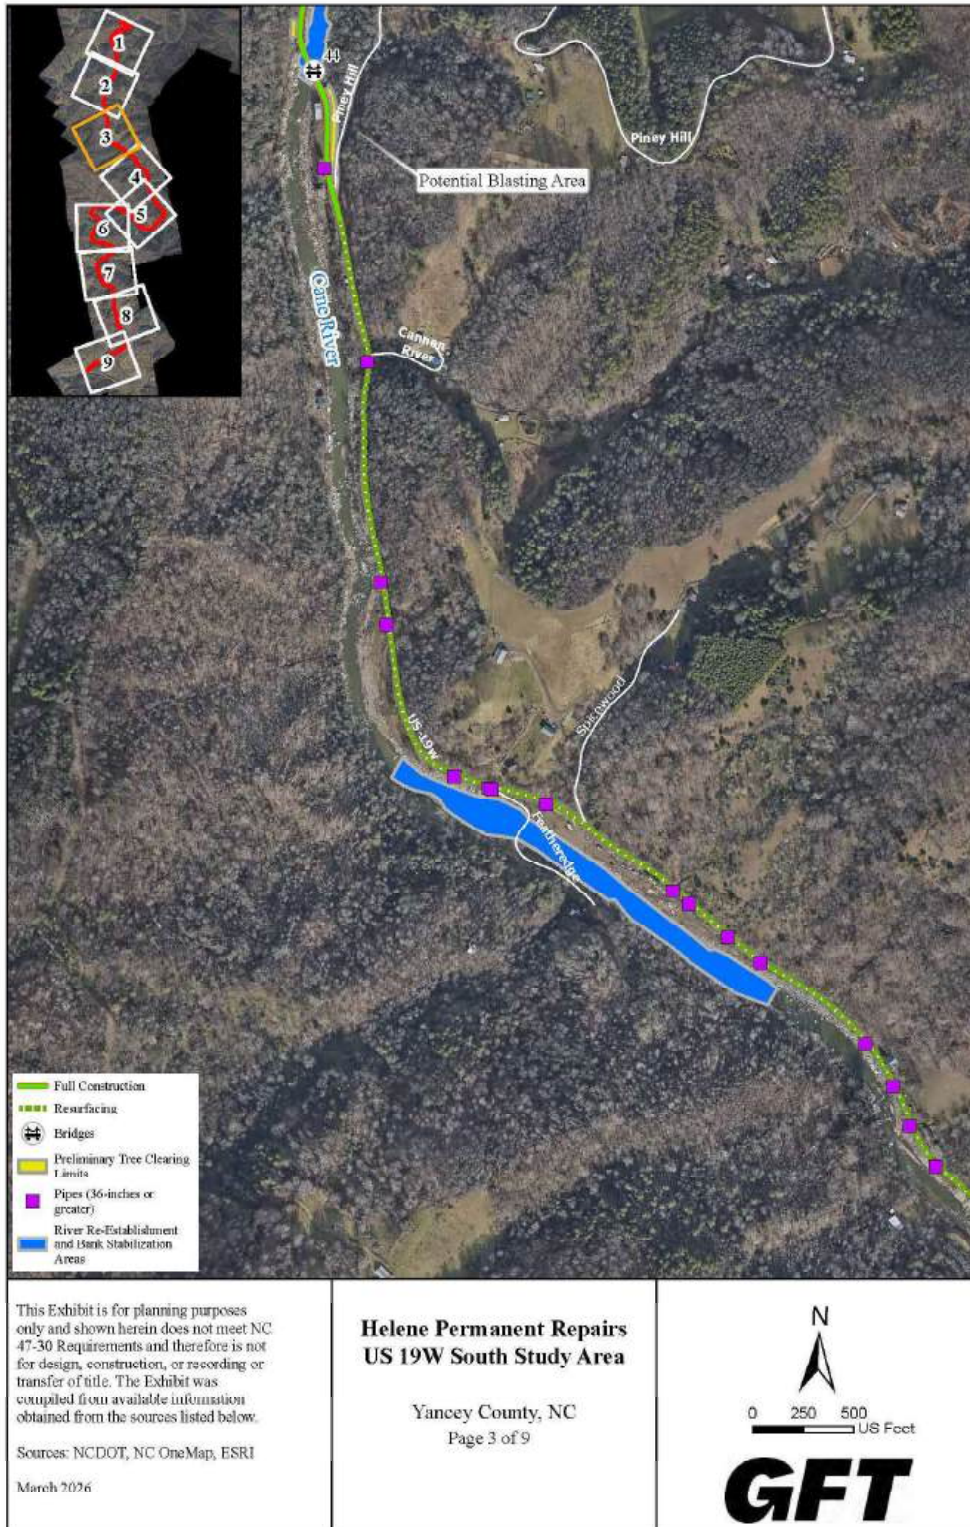 1
2
3
4
5
6
7
8
9
44
Piney Hill
Piney Hill
Potential Blasting Area
Cane River
Cannon
River
Spicewood
US-19W
Featheredge
Full Construction
Resurfacing
Bridges
Preliminary Tree Clearing
Limits
Pipes (36-inches or
greater)
River Re-Establishment
and Bank Stabilization
Areas
This Exhibit is for planning purposes
only and shown herein does not meet NC
47-30 Requirements and therefore is not
for design, construction, or recording or
transfer of title. The Exhibit was
compiled from available information
obtained from the sources listed below.
Sources: NCDOT, NC OneMap, ESRI
March 2026
Helene Permanent Repairs
US 19W South Study Area
Yancey County, NC
Page 3 of 9
N
0 250 500
US Feet
GFT